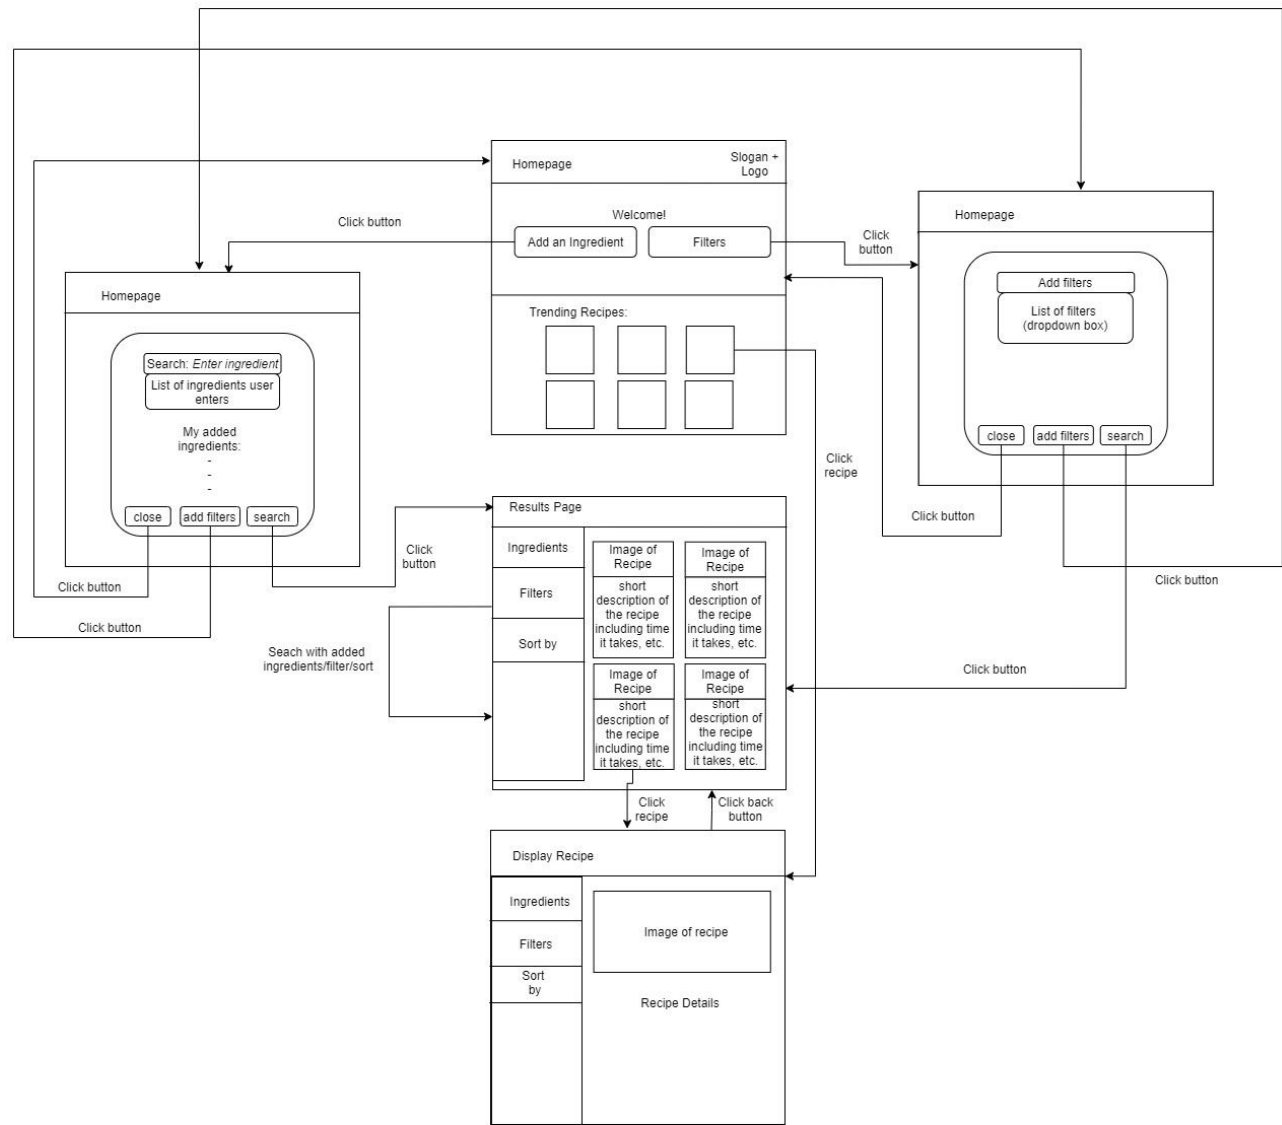 Homepage
Slogan +
Logo
Welcome!
Add an Ingredient
Filters
Trending Recipes:
Click button
Click
button
Homepage
Search: Enter ingredient
List of ingredients user
enters
My added
ingredients:
-
-
-
close
add filters
search
Click button
Click button
Click
button
Homepage
Add filters
List of filters
(dropdown box)
close
add filters
search
Click button
Click button
Click button
Click
recipe
Results Page
Ingredients
Filters
Sort by
Seach with added
ingredients/filter/sort
Image of
Recipe
short
description of
the recipe
including time
it takes, etc.
Image of
Recipe
short
description of
the recipe
including time
it takes, etc.
Image of
Recipe
short
description of
the recipe
including time
it takes, etc.
Image of
Recipe
short
description of
the recipe
including time
it takes, etc.
Click
recipe
Click back
button
Display Recipe
Ingredients
Filters
Sort
by
Image of recipe
Recipe Details